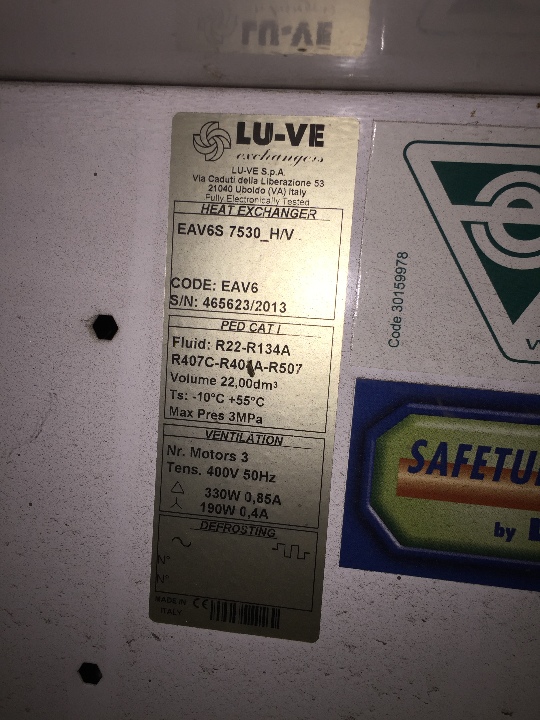 LU-VE
LU-VE
exchangers
LU-VE S.p.A.
Via Caduti della Liberazione 53
21040 Uboldo (VA) Italy
Fully Electronically Tested
HEAT EXCHANGER
EAV6S 7530_H/V
CODE: EAV6
S/N: 465623/2013
PED CAT I
Fluid: R22-R134A
R407C-R404A-R507
Volume 22,00dm³
Ts: -10°C +55°C
Max Pres 3MPa
VENTILATION
Nr. Motors 3
Tens. 400V 50Hz
330W 0,85A
190W 0,4A
DEFROSTING
N°
N°
MADE IN
ITALY
CE
Code 30159978
SAFETU
by